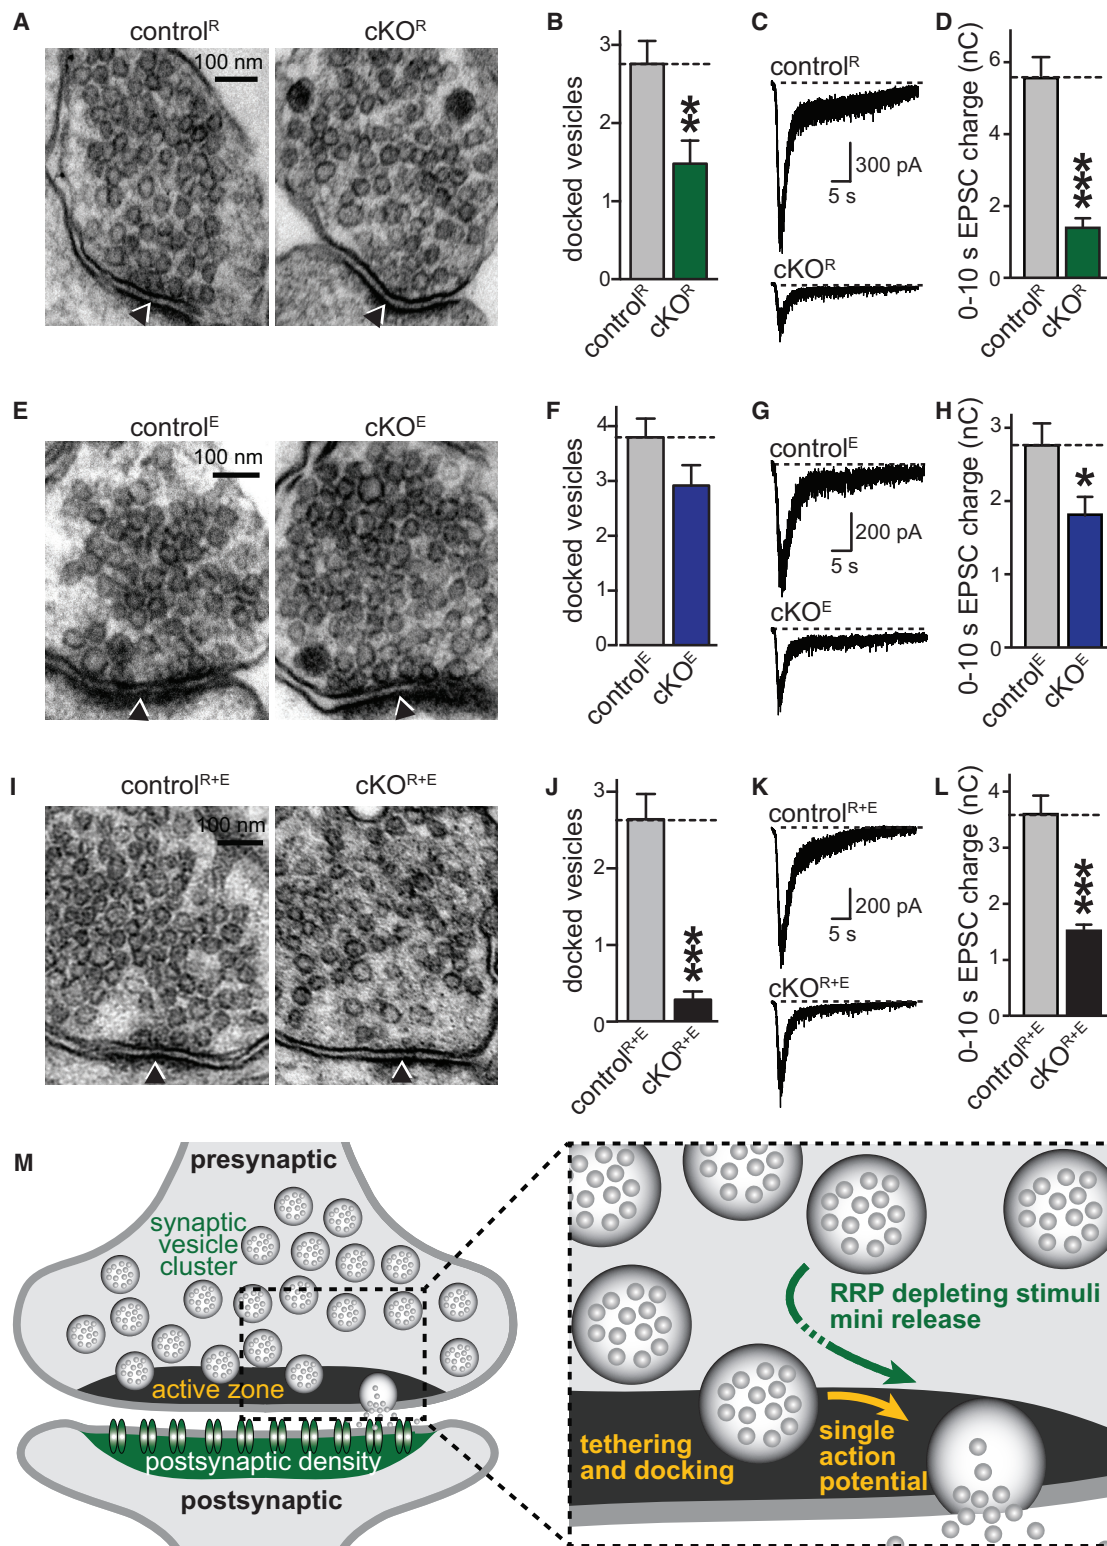 A
control^R
cKO^R
100 nm
B
docked vesicles
3
2
1
0
**
control^R
cKO^R
C
control^R
300 pA
5 s
cKO^R
D
0-10 s EPSC charge (nC)
6
4
2
0
***
control^R
cKO^R
E
control^E
cKO^E
100 nm
F
docked vesicles
4
3
2
1
0
control^E
cKO^E
G
control^E
200 pA
5 s
cKO^E
H
0-10 s EPSC charge (nC)
3
2
1
0
*
control^E
cKO^E
I
control^R+E
cKO^R+E
100 nm
J
docked vesicles
3
2
1
0
***
control^R+E
cKO^R+E
K
control^R+E
200 pA
5 s
cKO^R+E
L
0-10 s EPSC charge (nC)
4
3
2
1
0
***
control^R+E
cKO^R+E
M
presynaptic
synaptic
vesicle
cluster
active zone
postsynaptic density
postsynaptic
RRP depleting stimuli
mini release
tethering
and docking
single
action
potential